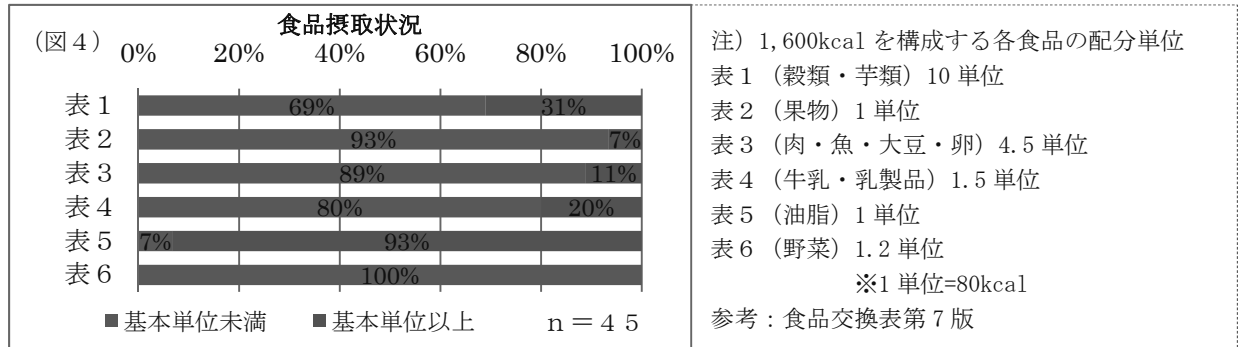 食品摂取状況
（図４）
0% 20% 40% 60% 80% 100%
表１ 69% 31%
表２ 93% 7%
表３ 89% 11%
表４ 80% 20%
表５ 7% 93%
表６ 100%
■基本単位未満 ■基本単位以上 ｎ＝４５
注）1,600kcal を構成する各食品の配分単位
表１（穀類・芋類）10 単位
表２（果物）1 単位
表３（肉・魚・大豆・卵）4.5 単位
表４（牛乳・乳製品）1.5 単位
表５（油脂）1 単位
表６（野菜）1.2 単位
※1 単位=80kcal
参考：食品交換表第７版